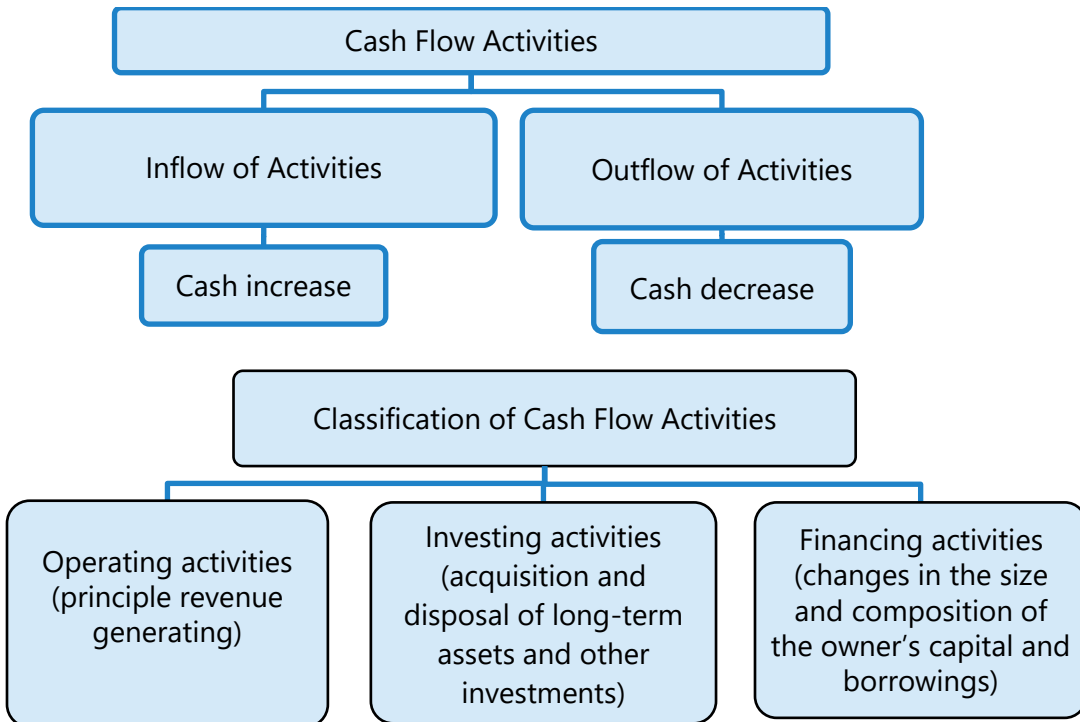 Cash Flow Activities
Inflow of Activities
Outflow of Activities
Cash increase
Cash decrease
Classification of Cash Flow Activities
Operating activities
(principle revenue
generating)
Investing activities
(acquisition and
disposal of long-term
assets and other
investments)
Financing activities
(changes in the size
and composition of
the owner’s capital and
borrowings)